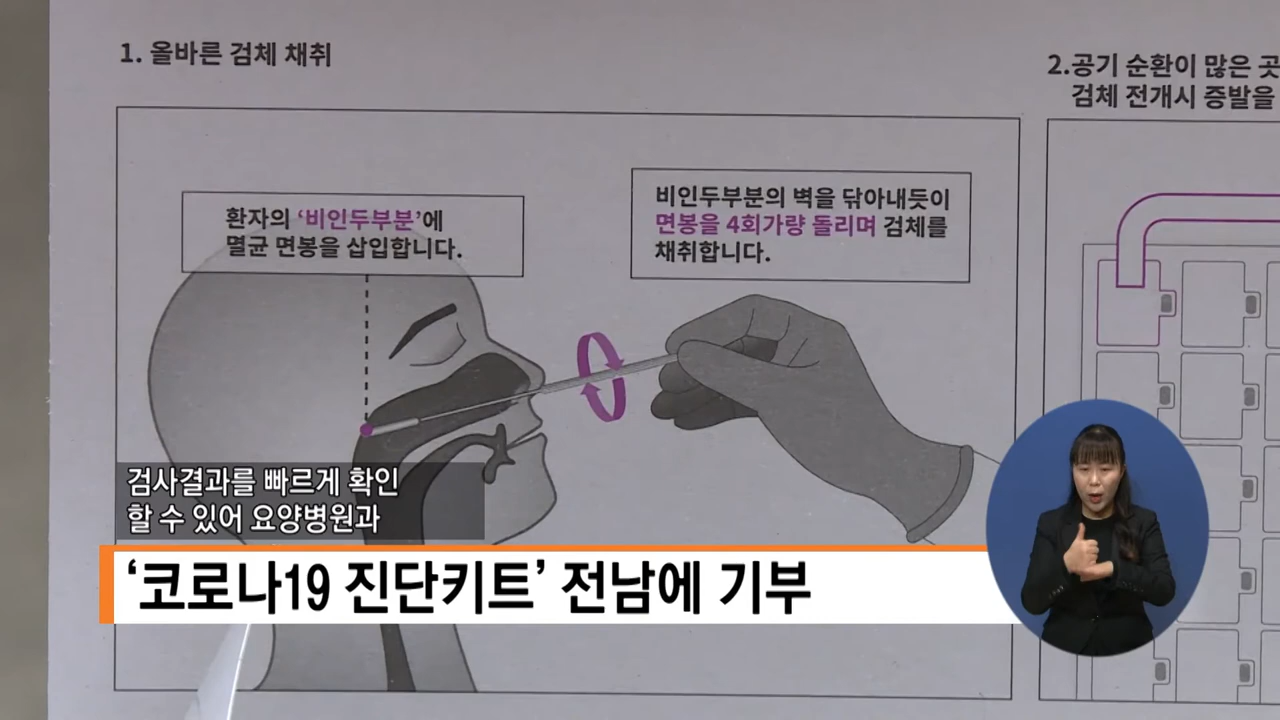 1. 올바른 검체 채취
환자의 '비인두부분'에
멸균 면봉을 삽입합니다.
비인두부분의 벽을 닦아내듯이
면봉을 4회가량 돌리며 검체를
채취합니다.
2.공기 순환이 많은 곳
검체 전개시 증발을
검사결과를 빠르게 확인
할 수 있어 요양병원과
‘코로나19 진단키트’ 전남에 기부